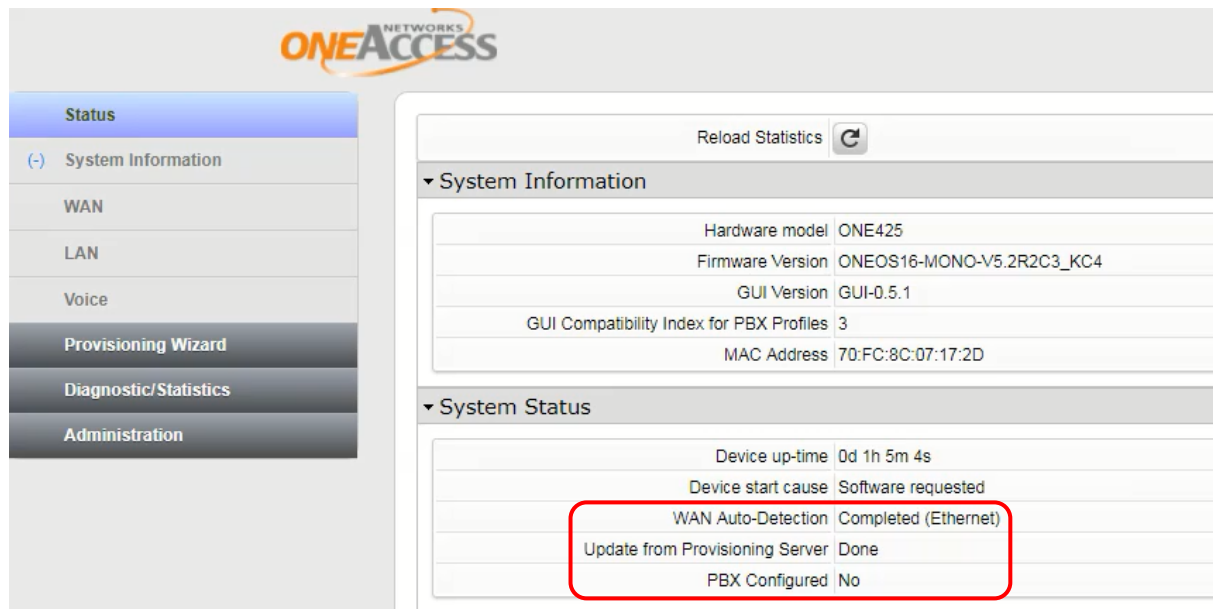 NETWORKS
ONEACCESS
Status
(-) System Information
WAN
LAN
Voice
Provisioning Wizard
Diagnostic/Statistics
Administration
Reload Statistics
System Information
Hardware model ONE425
Firmware Version ONEOS16-MONO-V5.2R2C3_KC4
GUI Version GUI-0.5.1
GUI Compatibility Index for PBX Profiles 3
MAC Address 70:FC:8C:07:17:2D
System Status
Device up-time 0d 1h 5m 4s
Device start cause Software requested
WAN Auto-Detection Completed (Ethernet)
Update from Provisioning Server Done
PBX Configured No